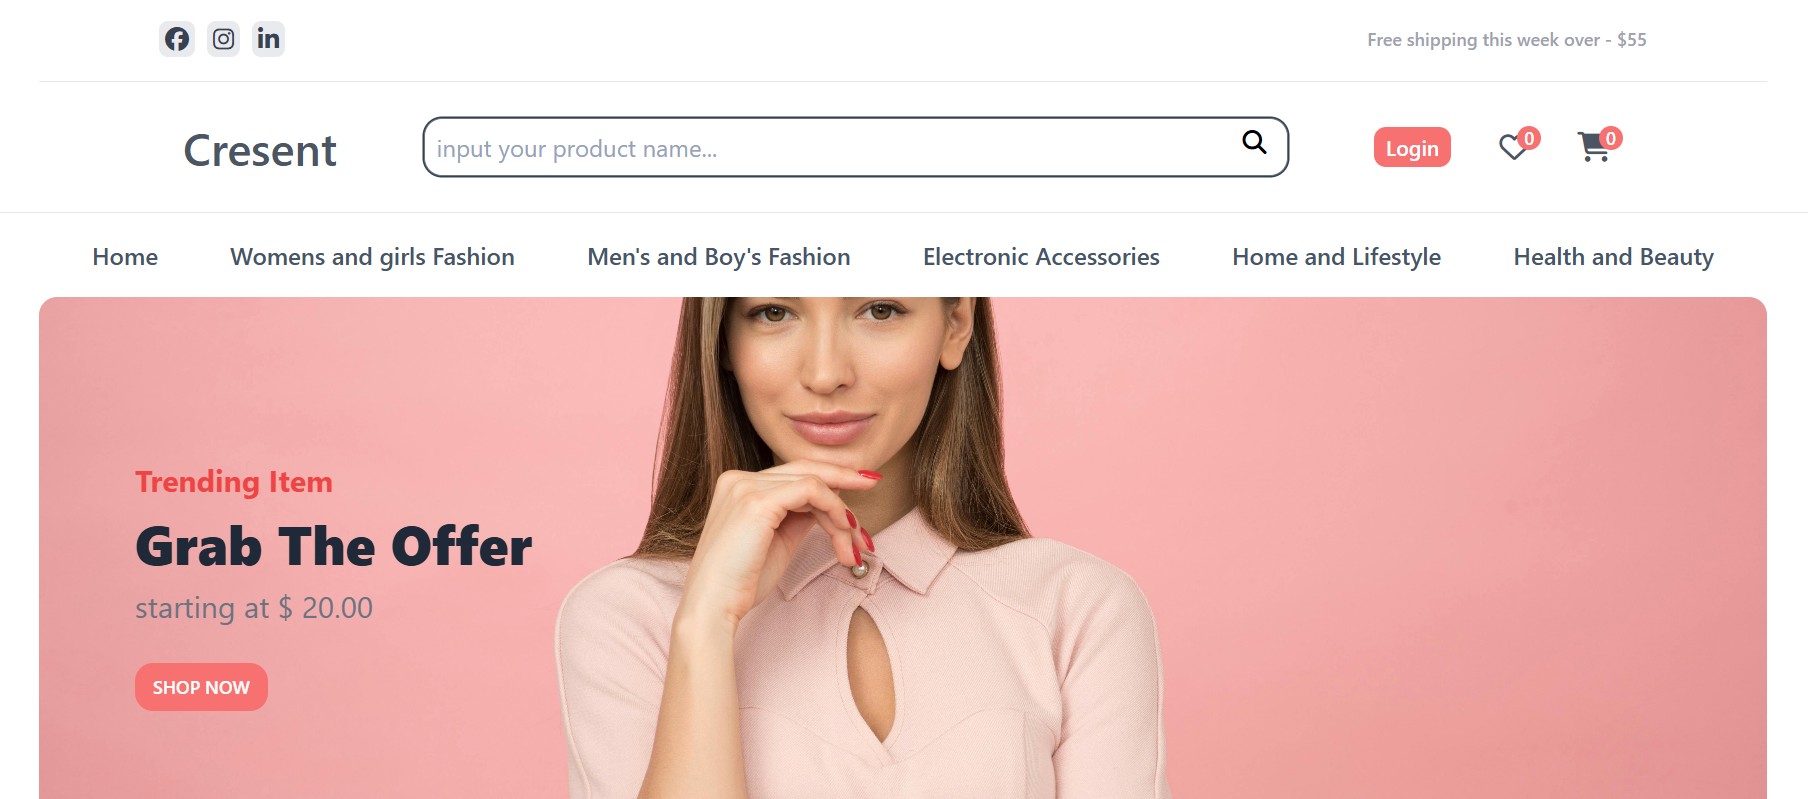 Free shipping this week over - $55
Cresent
input your product name...
Login
0
0
Home
Womens and girls Fashion
Men's and Boy's Fashion
Electronic Accessories
Home and Lifestyle
Health and Beauty
Trending Item
Grab The Offer
starting at $ 20.00
SHOP NOW